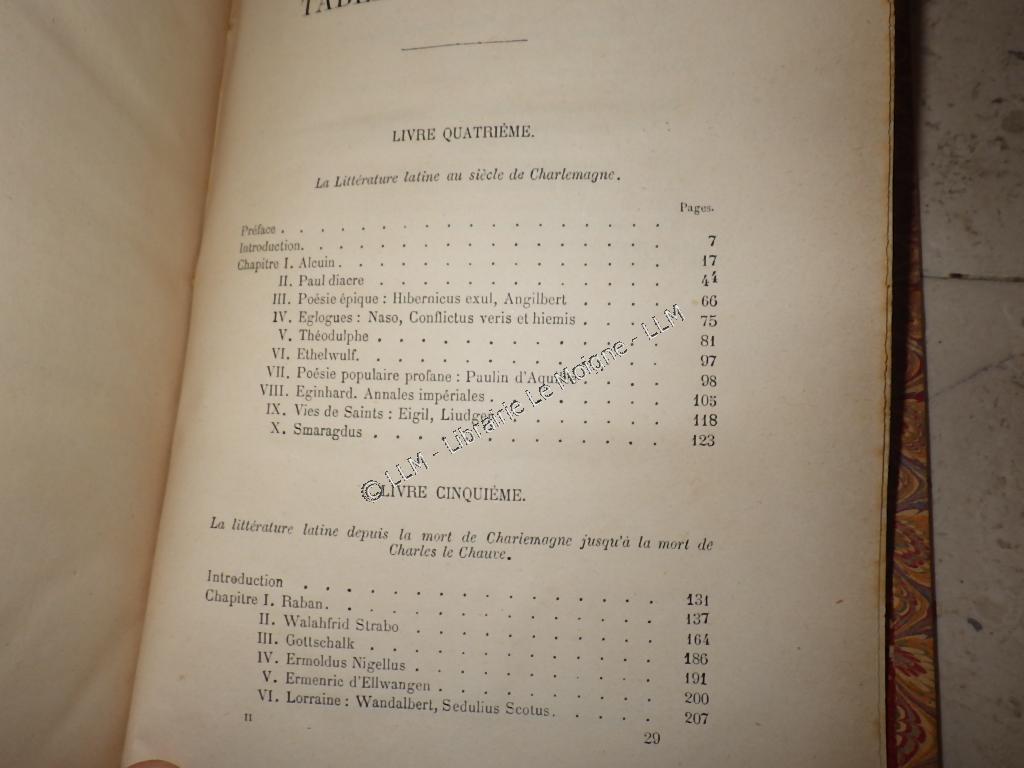 LIVRE QUATRIÈME.
La Littérature latine au siècle de Charlemagne.
Pages.
Préface . . . . . . . . . . . . . . . . . .
Introduction. . . . . . . . . . . . . . . . . 7
Chapitre I. Alcuin . . . . . . . . . . . . . . . 17
II. Paul diacre . . . . . . . . . . . . . 44
III. Poésie épique : Hibernicus exul, Angilbert . . . . 66
IV. Eglogues : Naso, Conflictus veris et hiemis . . . . 75
V. Théodulphe . . . . . . . . . . . . . 81
VI. Ethelwulf. . . . . . . . . . . . . . 97
VII. Poésie populaire profane : Paulin . . . 98
VIII. Eginhard. Annales impériales . . . . . . . . 105
IX. Vies de Saints : Eigil, Liudger . . . . . . . 118
X. Smaragdus . . . . . . . . . . . . . 123
LIVRE CINQUIÈME.
La littérature latine depuis la mort de Charlemagne jusqu'à la mort de
Charles le Chauve.
Introduction . . . . . . . . . . . . . . . . 131
Chapitre I. Raban. . . . . . . . . . . . . . . 137
II. Walahfrid Strabo . . . . . . . . . . . 164
III. Gottschalk . . . . . . . . . . . . . 186
IV. Ermoldus Nigellus . . . . . . . . . . . 191
V. Ermenric d'Ellwangen . . . . . . . . . . 200
VI. Lorraine : Wandalbert, Sedulius Scotus. . . . . 207
II 29
© LLM - Librairie Le Moigne - LLM